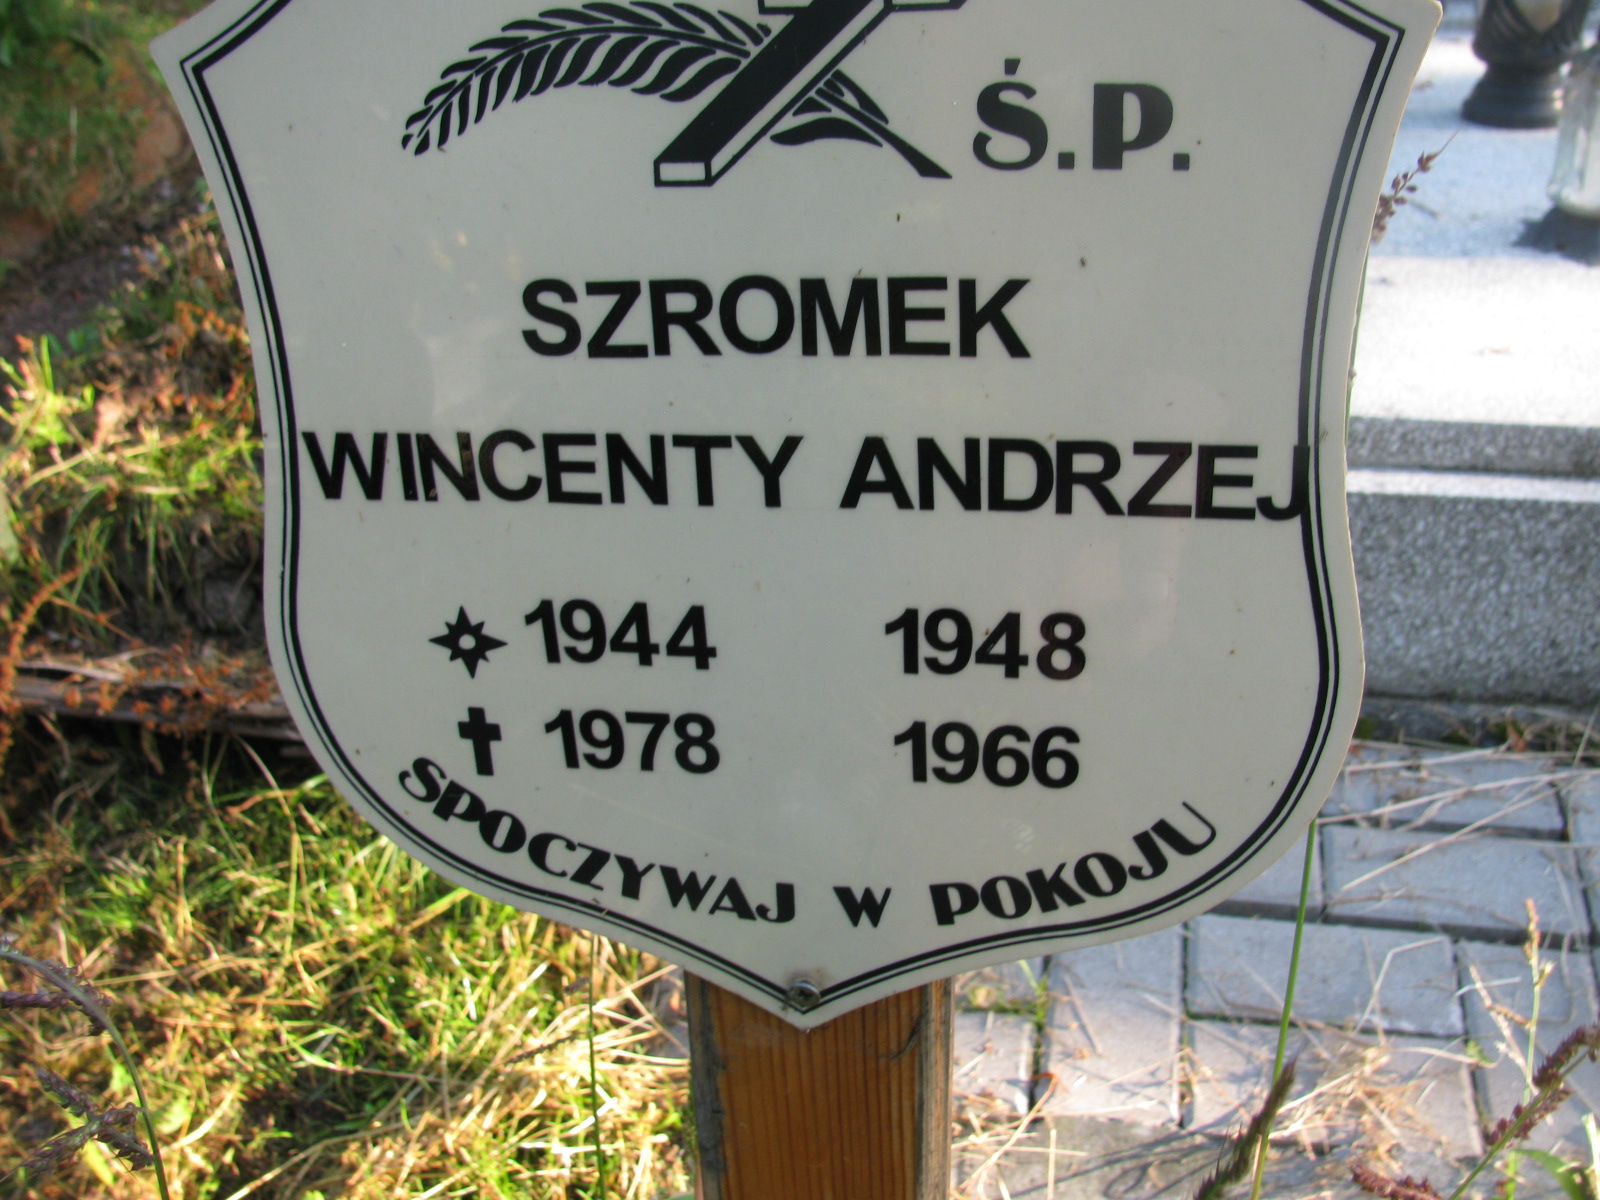 Ś.P.
SZROMEK
WINCENTY ANDRZEJ
1944 1948
1978 1966
SPOCZYWAJ W POKOJU